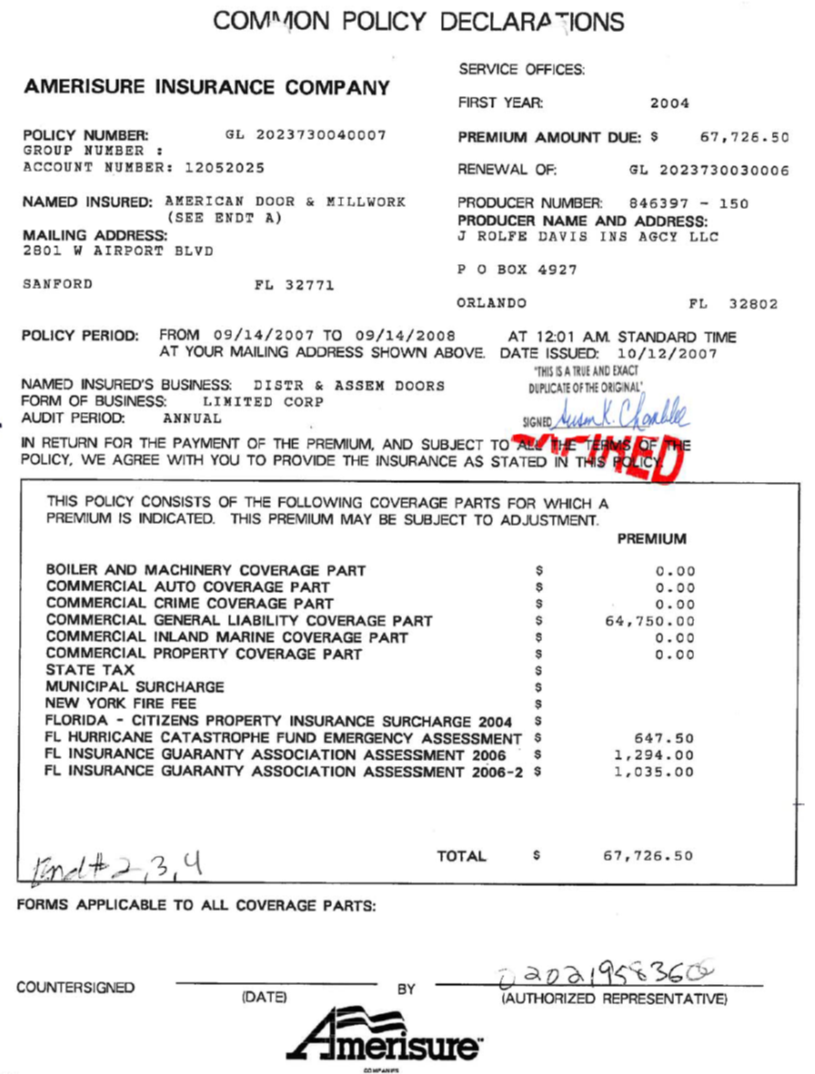 COMMON POLICY DECLARATIONS
AMERISURE INSURANCE COMPANY
SERVICE OFFICES:
FIRST YEAR: 2004
POLICY NUMBER: GL 2023730040007
PREMIUM AMOUNT DUE: $ 67,726.50
GROUP NUMBER :
ACCOUNT NUMBER: 12052025
RENEWAL OF: GL 2023730030006
NAMED INSURED: AMERICAN DOOR & MILLWORK
(SEE ENDT A)
PRODUCER NUMBER: 846397 - 150
PRODUCER NAME AND ADDRESS:
J ROLFE DAVIS INS AGCY LLC
MAILING ADDRESS:
2801 W AIRPORT BLVD
P O BOX 4927
SANFORD FL 32771
ORLANDO FL 32802
POLICY PERIOD: FROM 09/14/2007 TO 09/14/2008 AT 12:01 A.M. STANDARD TIME
AT YOUR MAILING ADDRESS SHOWN ABOVE. DATE ISSUED: 10/12/2007
"THIS IS A TRUE AND EXACT
DUPLICATE OF THE ORIGINAL".
NAMED INSURED'S BUSINESS: DISTR & ASSEM DOORS
FORM OF BUSINESS: LIMITED CORP
AUDIT PERIOD: ANNUAL
SIGNED Susan K.
IN RETURN FOR THE PAYMENT OF THE PREMIUM, AND SUBJECT TO ALL THE TERMS OF THE
POLICY, WE AGREE WITH YOU TO PROVIDE THE INSURANCE AS STATED IN THIS POLICY.
THIS POLICY CONSISTS OF THE FOLLOWING COVERAGE PARTS FOR WHICH A
PREMIUM IS INDICATED. THIS PREMIUM MAY BE SUBJECT TO ADJUSTMENT.
PREMIUM
BOILER AND MACHINERY COVERAGE PART $ 0.00
COMMERCIAL AUTO COVERAGE PART $ 0.00
COMMERCIAL CRIME COVERAGE PART $ 0.00
COMMERCIAL GENERAL LIABILITY COVERAGE PART $ 64,750.00
COMMERCIAL INLAND MARINE COVERAGE PART $ 0.00
COMMERCIAL PROPERTY COVERAGE PART $ 0.00
STATE TAX $
MUNICIPAL SURCHARGE $
NEW YORK FIRE FEE $
FLORIDA - CITIZENS PROPERTY INSURANCE SURCHARGE 2004 $
FL HURRICANE CATASTROPHE FUND EMERGENCY ASSESSMENT $ 647.50
FL INSURANCE GUARANTY ASSOCIATION ASSESSMENT 2006 $ 1,294.00
FL INSURANCE GUARANTY ASSOCIATION ASSESSMENT 2006-2 $ 1,035.00
TOTAL $ 67,726.50
End# 2,3,4
FORMS APPLICABLE TO ALL COVERAGE PARTS:
0202195836
COUNTERSIGNED BY
(DATE) (AUTHORIZED REPRESENTATIVE)
Amerisure
COMPANIES